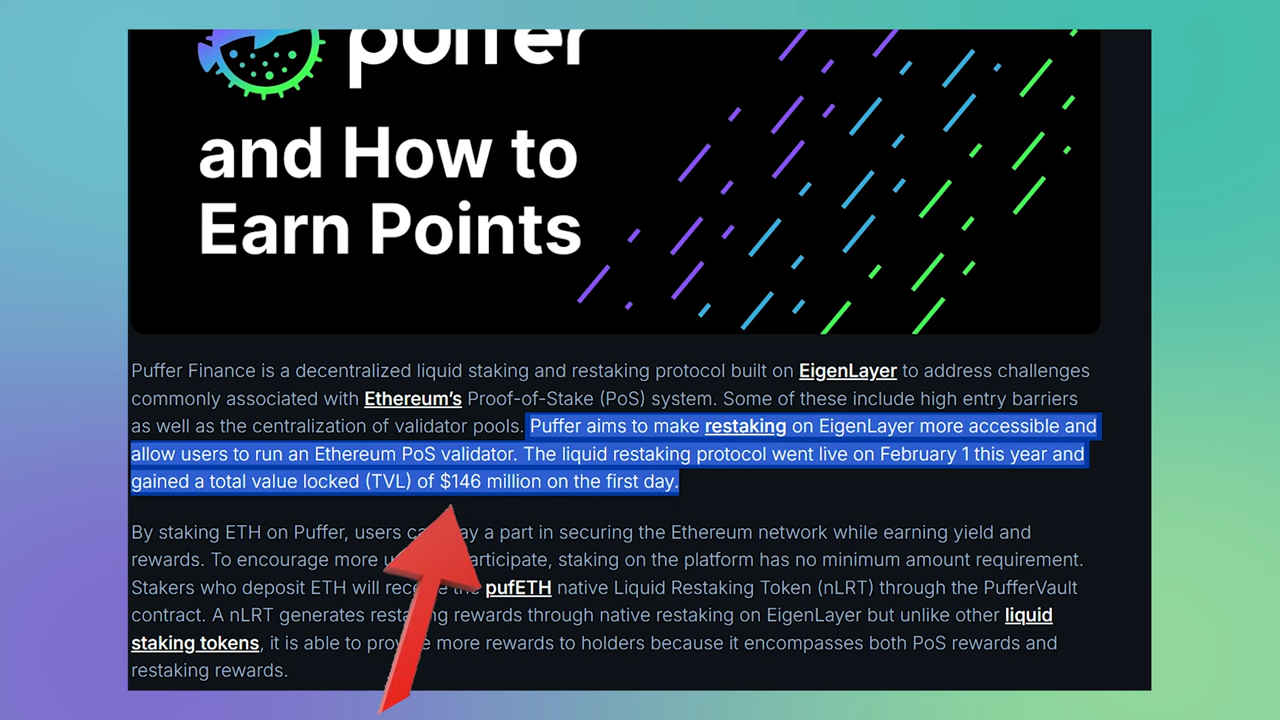 puffer
and How to
Earn Points
Puffer Finance is a decentralized liquid staking and restaking protocol built on EigenLayer to address challenges
commonly associated with Ethereum’s Proof-of-Stake (PoS) system. Some of these include high entry barriers
as well as the centralization of validator pools. Puffer aims to make restaking on EigenLayer more accessible and
allow users to run an Ethereum PoS validator. The liquid restaking protocol went live on February 1 this year and
gained a total value locked (TVL) of $146 million on the first day.
By staking ETH on Puffer, users can play a part in securing the Ethereum network while earning yield and
rewards. To encourage more users to participate, staking on the platform has no minimum amount requirement.
Stakers who deposit ETH will receive the pufETH native Liquid Restaking Token (nLRT) through the PufferVault
contract. A nLRT generates restaking rewards through native restaking on EigenLayer but unlike other liquid
staking tokens, it is able to provide more rewards to holders because it encompasses both PoS rewards and
restaking rewards.